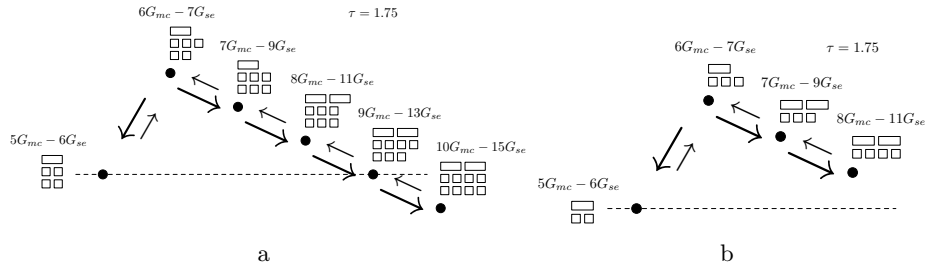 6G_{mc} − 7G_{se}
τ = 1.75
7G_{mc} − 9G_{se}
8G_{mc} − 11G_{se}
9G_{mc} − 13G_{se}
5G_{mc} − 6G_{se}
10G_{mc} − 15G_{se}
a
6G_{mc} − 7G_{se}
τ = 1.75
7G_{mc} − 9G_{se}
8G_{mc} − 11G_{se}
5G_{mc} − 6G_{se}
b